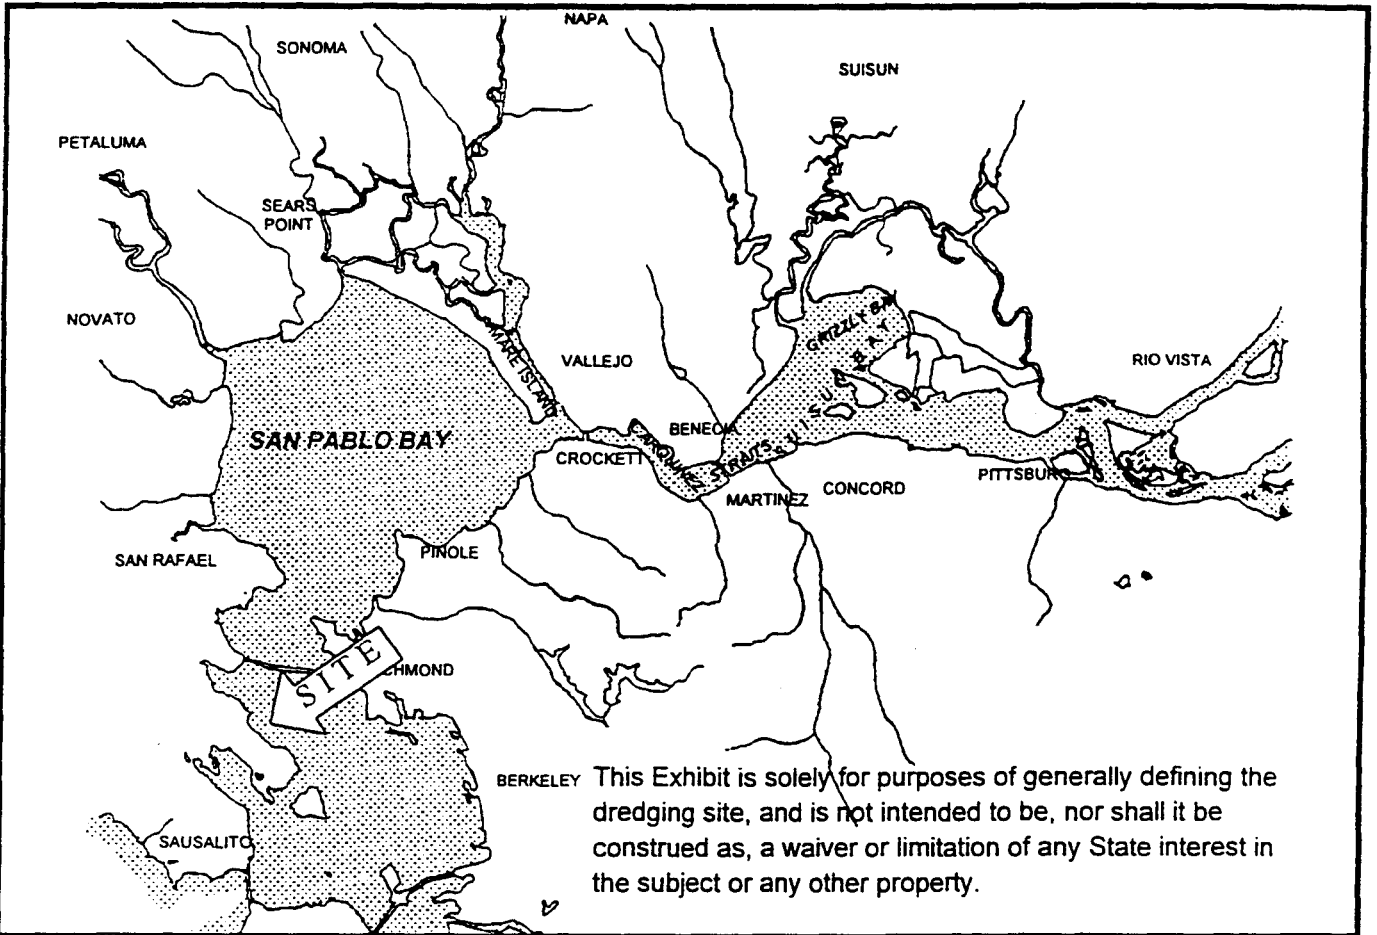 NAPA
SONOMA
SUISUN
PETALUMA
SEARS
POINT
NOVATO
MARE ISLAND
GRIZZLY BAY
SUISUN BAY
VALLEJO
RIO VISTA
SAN PABLO BAY
BENECIA
CARQUINEZ STRAITS
CROCKETT
PITTSBURG
MARTINEZ
CONCORD
SAN RAFAEL
PINOLE
SITE
CHMOND
BERKELEY
This Exhibit is solely for purposes of generally defining the
dredging site, and is not intended to be, nor shall it be
construed as, a waiver or limitation of any State interest in
the subject or any other property.
SAUSALITO